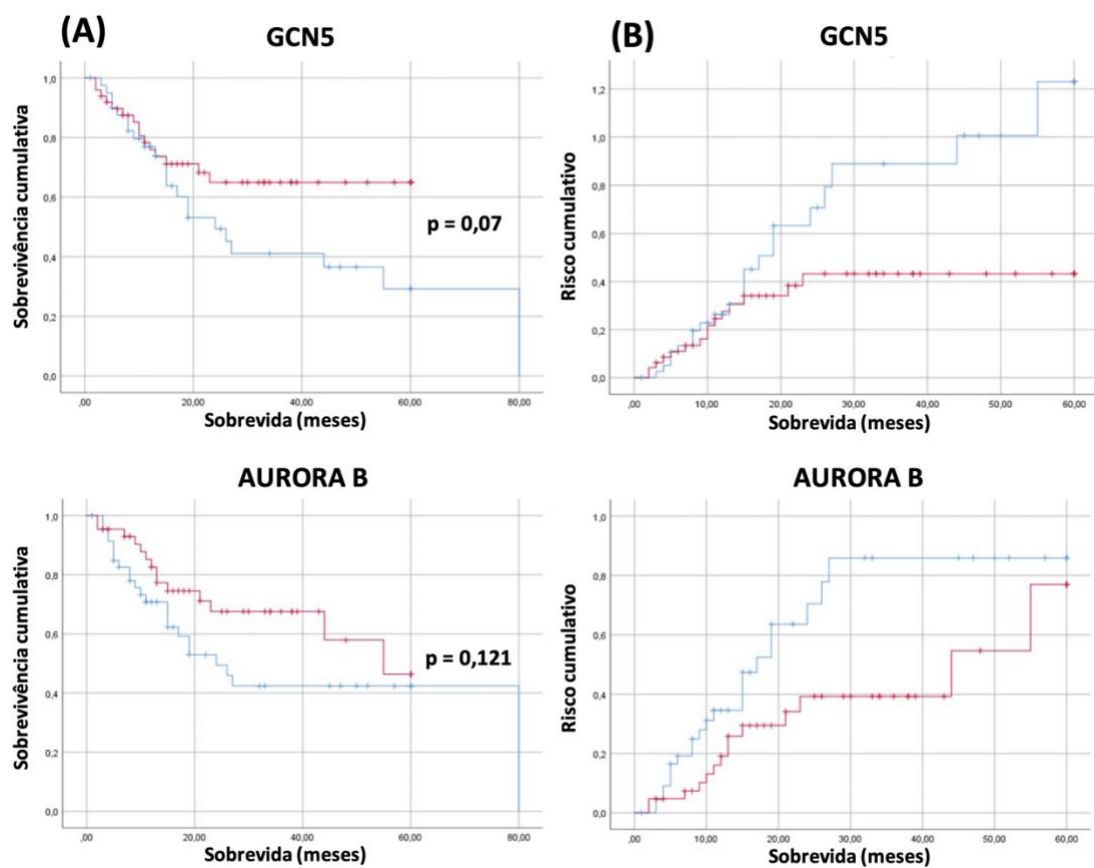 (A)
GCN5
Sobrevivência cumulativa
1,0
0,8
0,6
0,4
0,2
0,0
p = 0,07
,00 20,00 40,00 60,00 80,00
Sobrevida (meses)
(B)
GCN5
Risco cumulativo
1,2
1,0
0,8
0,6
0,4
0,2
0,0
,00 10,00 20,00 30,00 40,00 50,00 60,00
Sobrevida (meses)
AURORA B
Sobrevivência cumulativa
1,0
0,8
0,6
0,4
0,2
0,0
p = 0,121
,00 20,00 40,00 60,00 80,00
Sobrevida (meses)
AURORA B
Risco cumulativo
1,0
0,8
0,6
0,4
0,2
0,0
,00 10,00 20,00 30,00 40,00 50,00 60,00
Sobrevida (meses)